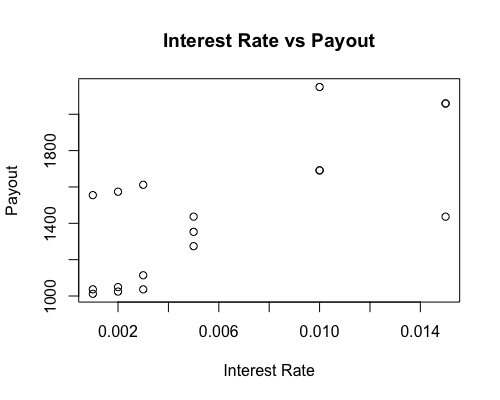 Interest Rate vs Payout
Payout
1800
1400
1000
0.002 0.006 0.010 0.014
Interest Rate